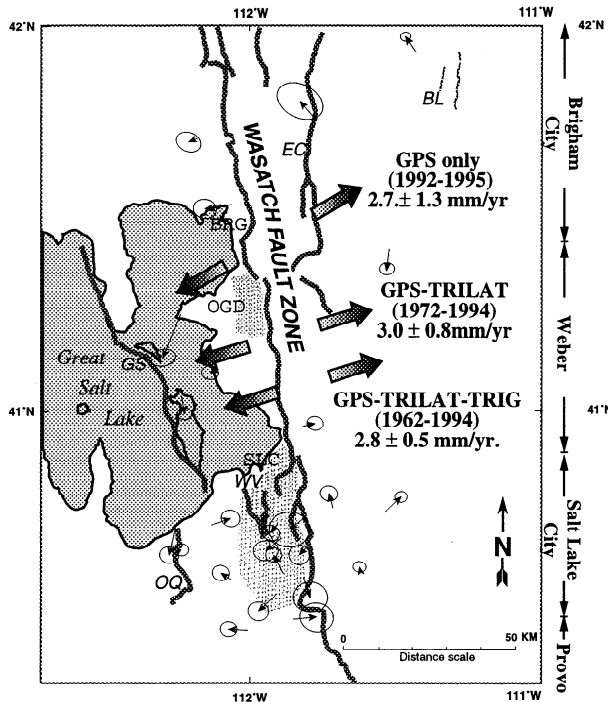 42°N
112°W
111°W
42°N
BL
Brigham
City
EC
WASATCH FAULT ZONE
GPS only
(1992-1995)
2.7.± 1.3 mm/yr
BRG
OGD
GPS-TRILAT
(1972-1994)
3.0 ± 0.8mm/yr
Weber
GS
Great
Salt
Lake
GPS-TRILAT-TRIG
(1962-1994)
2.8 ± 0.5 mm/yr.
41°N
41°N
SLC
WV
Salt Lake
City
N
OQ
0
50 KM
Distance scale
Provo
112°W
111°W